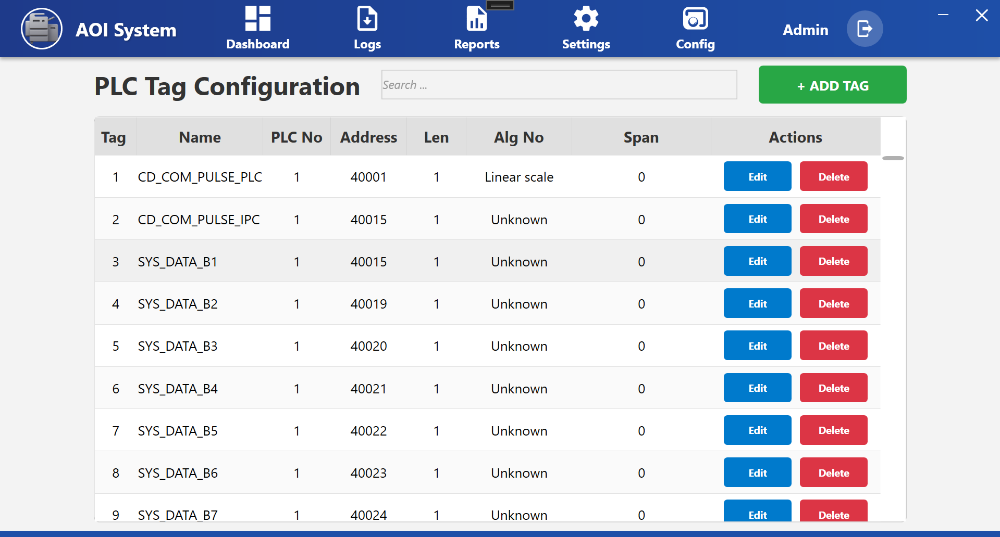 AOI System
Dashboard
Logs
Reports
Settings
Config
Admin
PLC Tag Configuration
Search ...
+ ADD TAG
Tag Name PLC No Address Len Alg No Span Actions
1 CD_COM_PULSE_PLC 1 40001 1 Linear scale 0 Edit Delete
2 CD_COM_PULSE_IPC 1 40015 1 Unknown 0 Edit Delete
3 SYS_DATA_B1 1 40015 1 Unknown 0 Edit Delete
4 SYS_DATA_B2 1 40019 1 Unknown 0 Edit Delete
5 SYS_DATA_B3 1 40020 1 Unknown 0 Edit Delete
6 SYS_DATA_B4 1 40021 1 Unknown 0 Edit Delete
7 SYS_DATA_B5 1 40022 1 Unknown 0 Edit Delete
8 SYS_DATA_B6 1 40023 1 Unknown 0 Edit Delete
9 SYS_DATA_B7 1 40024 1 Unknown 0 Edit Delete